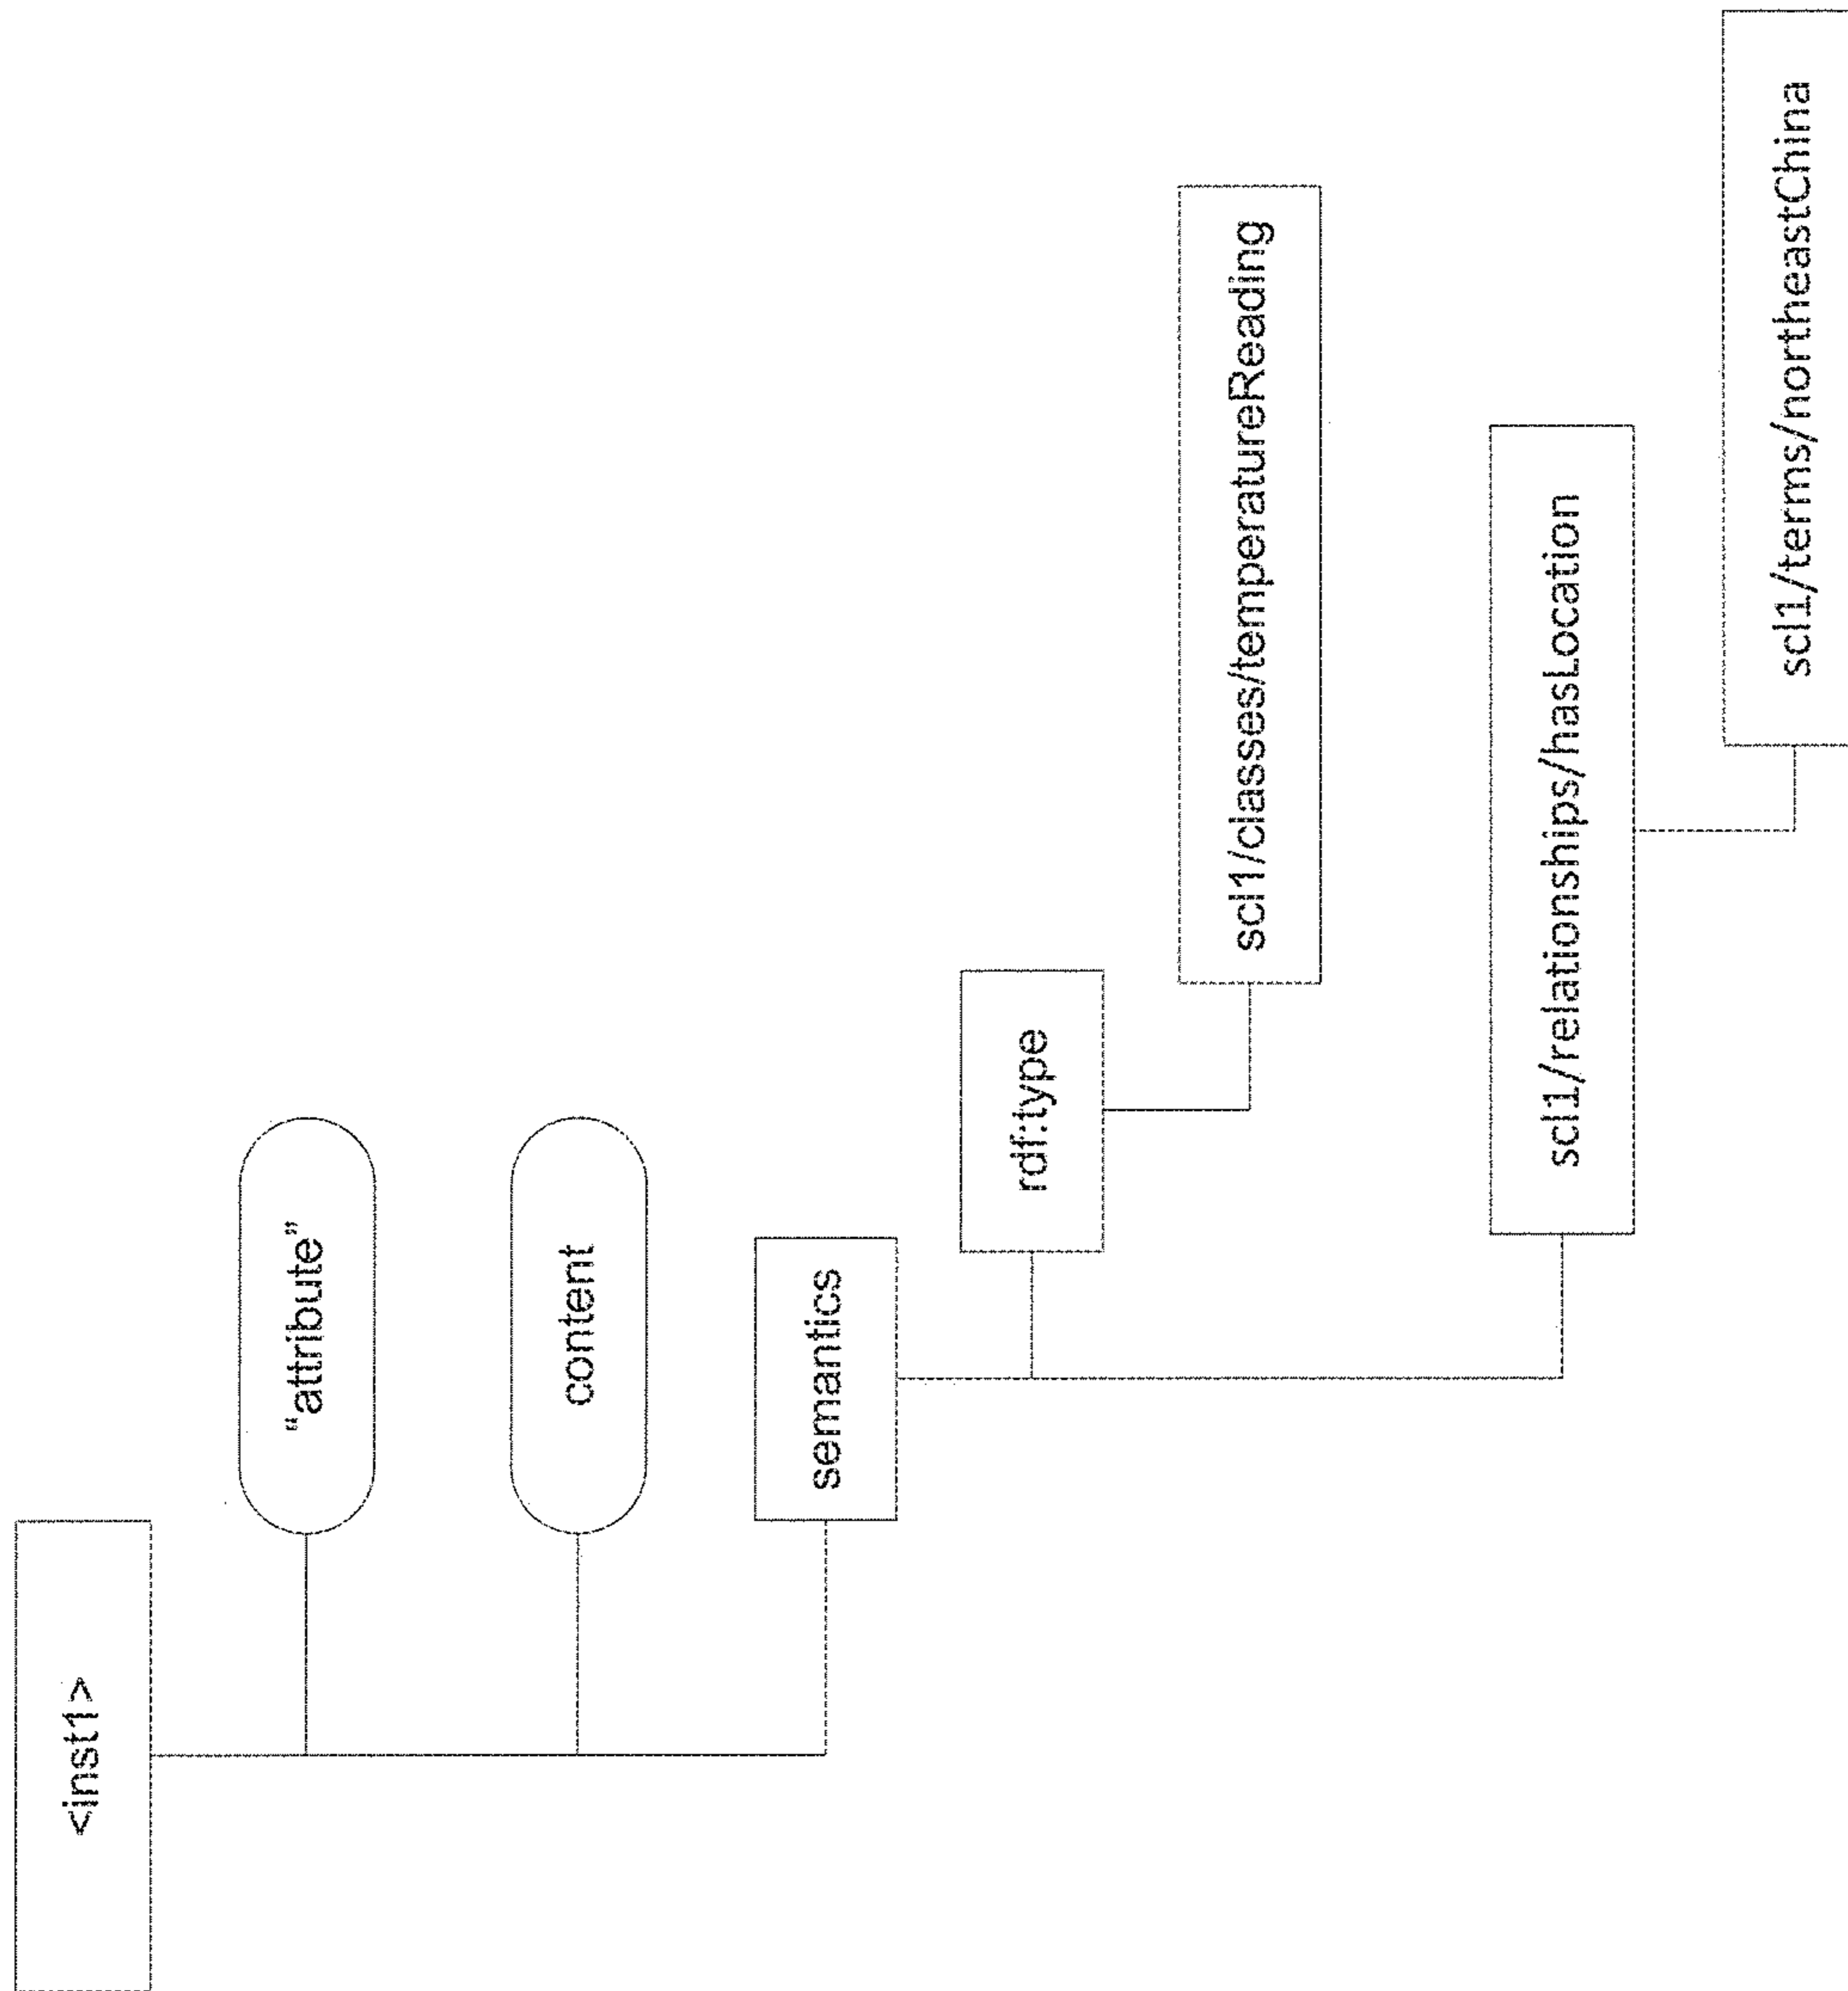 <inst1>
“attribute”
content
semantics
rdf:type
scl1/classes/temperatureReading
scl1/relationships/hasLocation
scl1/terms/northeastChina